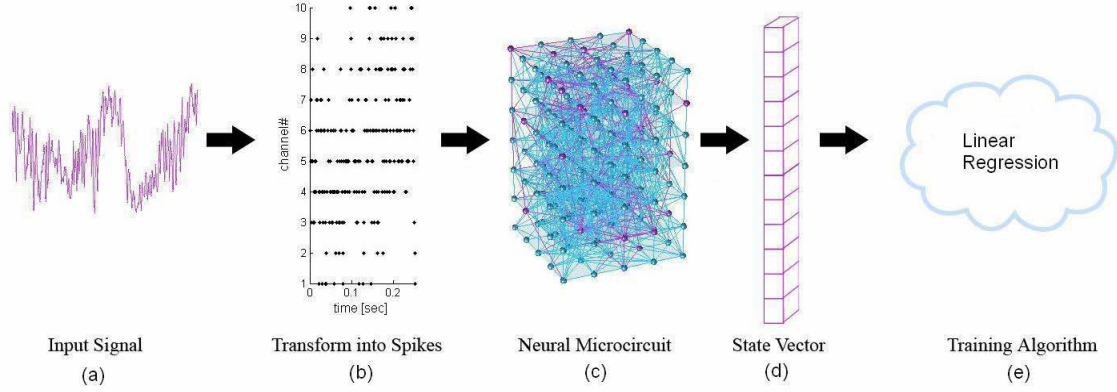 10
9
8
7
6
5
4
3
2
1
channel#
0
0.1
0.2
time [sec]
Linear
Regression
Input Signal
Transform into Spikes
Neural Microcircuit
State Vector
Training Algorithm
(a)
(b)
(c)
(d)
(e)